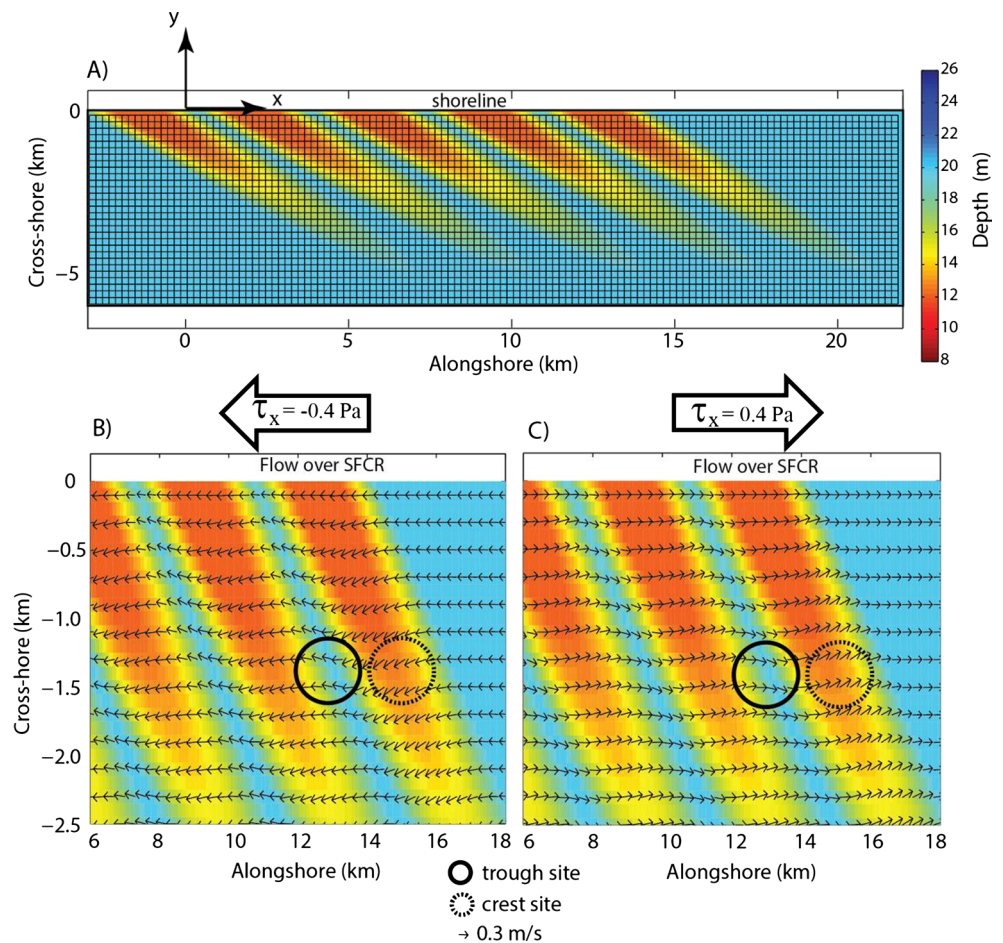 y
A)
x
shoreline
0
−5
Cross-shore (km)
0 5 10 15 20
Alongshore (km)
26
24
22
20
18
16
14
12
10
8
Depth (m)
τx = -0.4 Pa
τx = 0.4 Pa
B)
Flow over SFCR
0
−0.5
−1.0
−1.5
−2.0
−2.5
Cross-shore (km)
6 8 10 12 14 16 18
Alongshore (km)
C)
Flow over SFCR
6 8 10 12 14 16 18
Alongshore (km)
trough site
crest site
→ 0.3 m/s